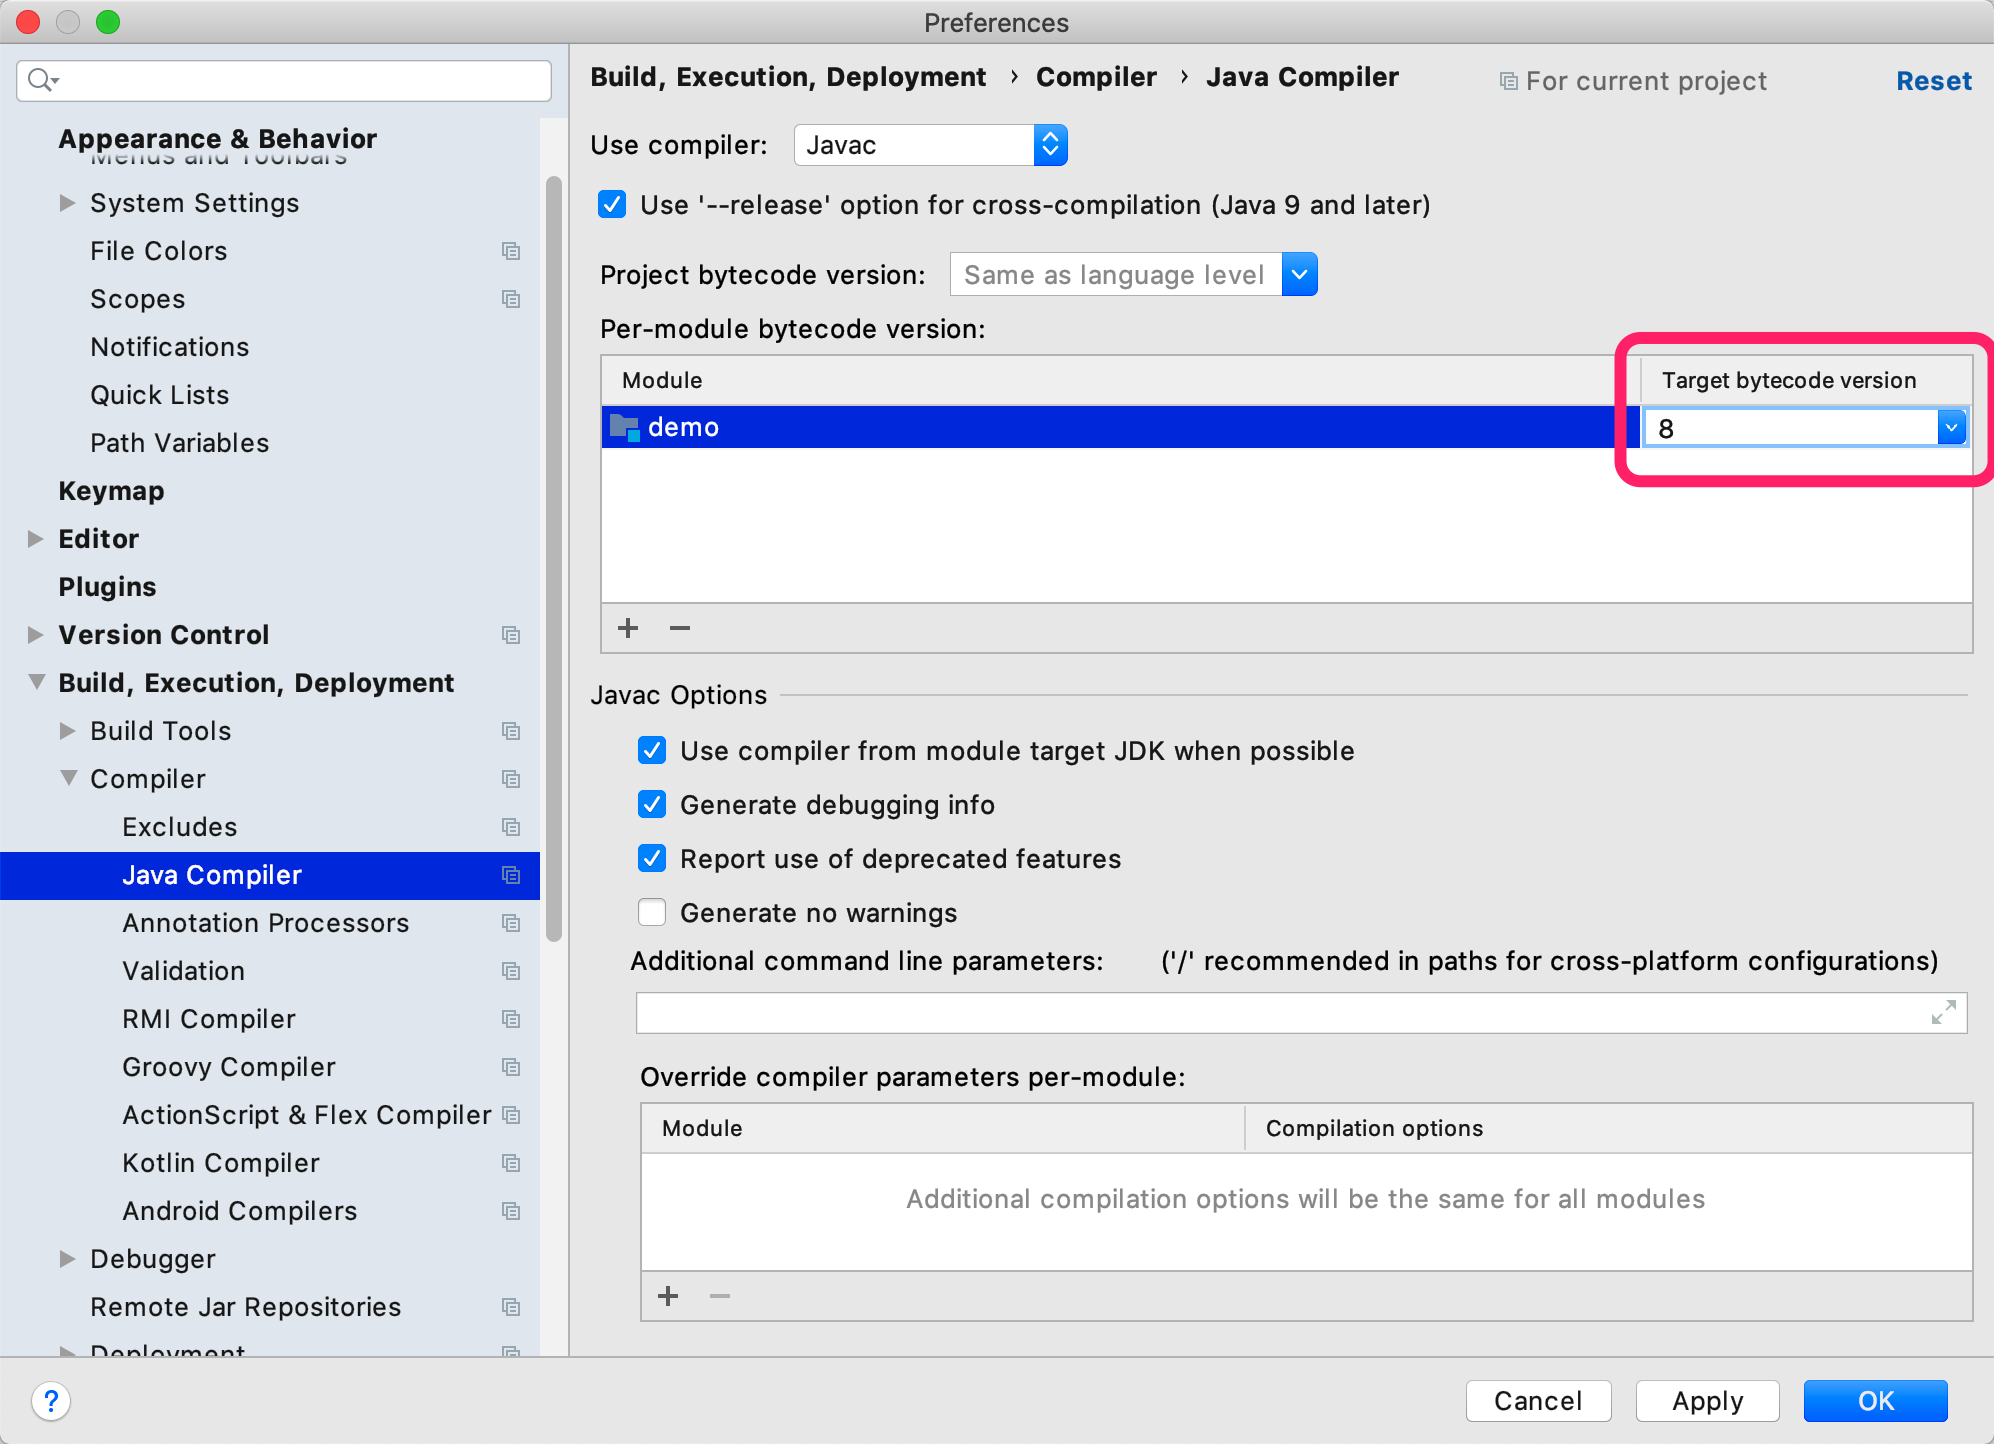 Preferences
Appearance & Behavior
Menus and Toolbars
System Settings
File Colors
Scopes
Notifications
Quick Lists
Path Variables
Keymap
Editor
Plugins
Version Control
Build, Execution, Deployment
Build Tools
Compiler
Excludes
Java Compiler
Annotation Processors
Validation
RMI Compiler
Groovy Compiler
ActionScript & Flex Compiler
Kotlin Compiler
Android Compilers
Debugger
Remote Jar Repositories
Deployment
Build, Execution, Deployment › Compiler › Java Compiler
For current project
Reset
Use compiler: Javac
Use '--release' option for cross-compilation (Java 9 and later)
Project bytecode version: Same as language level
Per-module bytecode version:
Module Target bytecode version
demo 8
Javac Options
Use compiler from module target JDK when possible
Generate debugging info
Report use of deprecated features
Generate no warnings
Additional command line parameters: ('/' recommended in paths for cross-platform configurations)
Override compiler parameters per-module:
Module Compilation options
Additional compilation options will be the same for all modules
? Cancel Apply OK